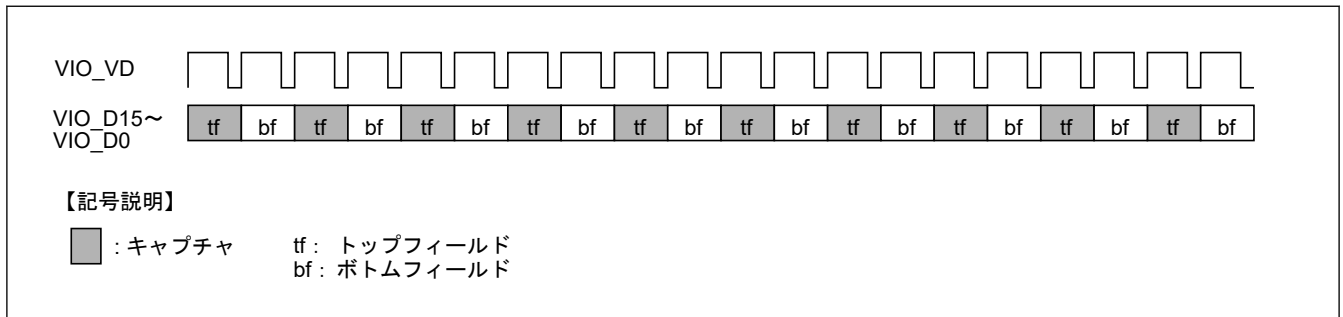 VIO_VD
VIO_D15～
VIO_D0
tf bf tf bf tf bf tf bf tf bf tf bf tf bf tf bf tf bf tf bf
【記号説明】
：キャプチャ tf： トップフィールド
bf： ボトムフィールド